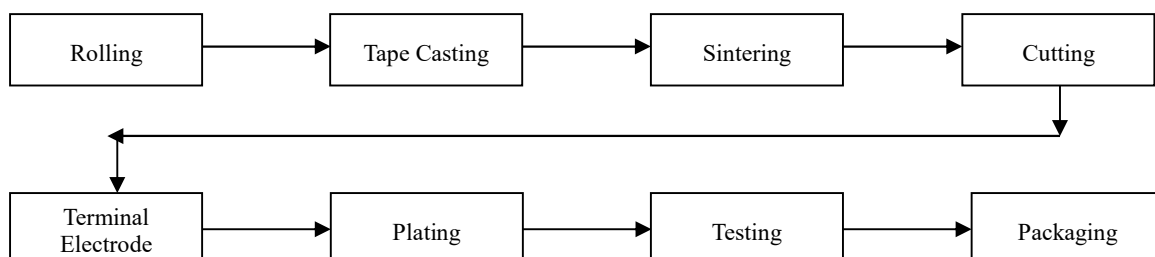 Rolling
Tape Casting
Sintering
Cutting
Terminal
Electrode
Plating
Testing
Packaging